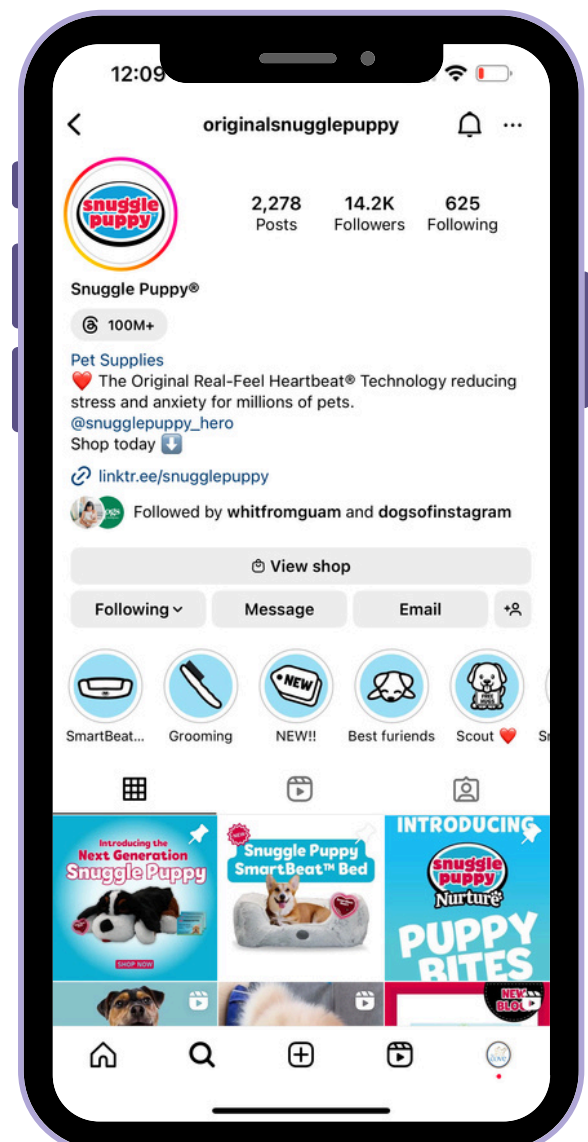 12:09
originalsnugglepuppy
snuggle
puppy
2,278
14.2K
625
Posts
Followers
Following
Snuggle Puppy®
100M+
Pet Supplies
❤️ The Original Real-Feel Heartbeat® Technology reducing
stress and anxiety for millions of pets.
@snugglepuppy_hero
Shop today ⬇️
linktr.ee/snugglepuppy
Followed by whitfromguam and dogsofinstagram
View shop
Following
Message
Email
NEW
FREE
HUGS
SmartBeat...
Grooming
NEW!!
Best furiends
Scout ❤️
Introducing the
Next Generation
Snuggle Puppy
SHOP NOW
NEW
Snuggle Puppy
SmartBeat™ Bed
INTRODUCING
snuggle
puppy
Nurture
PUPPY
BITES
NEW